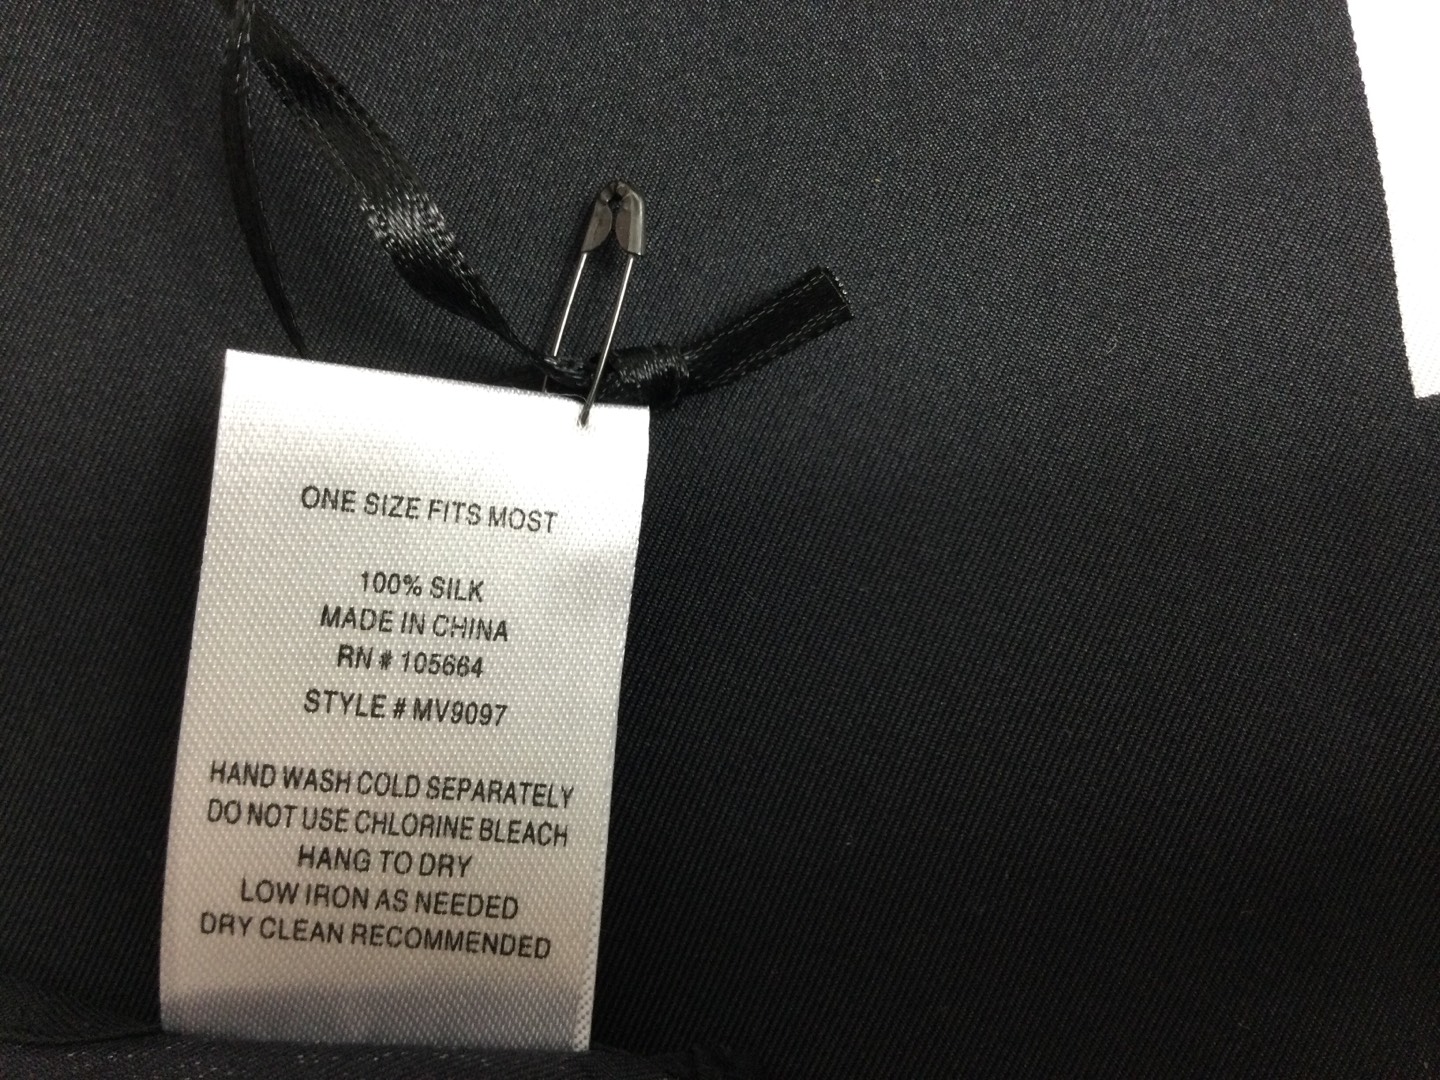 ONE SIZE FITS MOST
100% SILK
MADE IN CHINA
RN # 105664
STYLE # MV9097
HAND WASH COLD SEPARATELY
DO NOT USE CHLORINE BLEACH
HANG TO DRY
LOW IRON AS NEEDED
DRY CLEAN RECOMMENDED